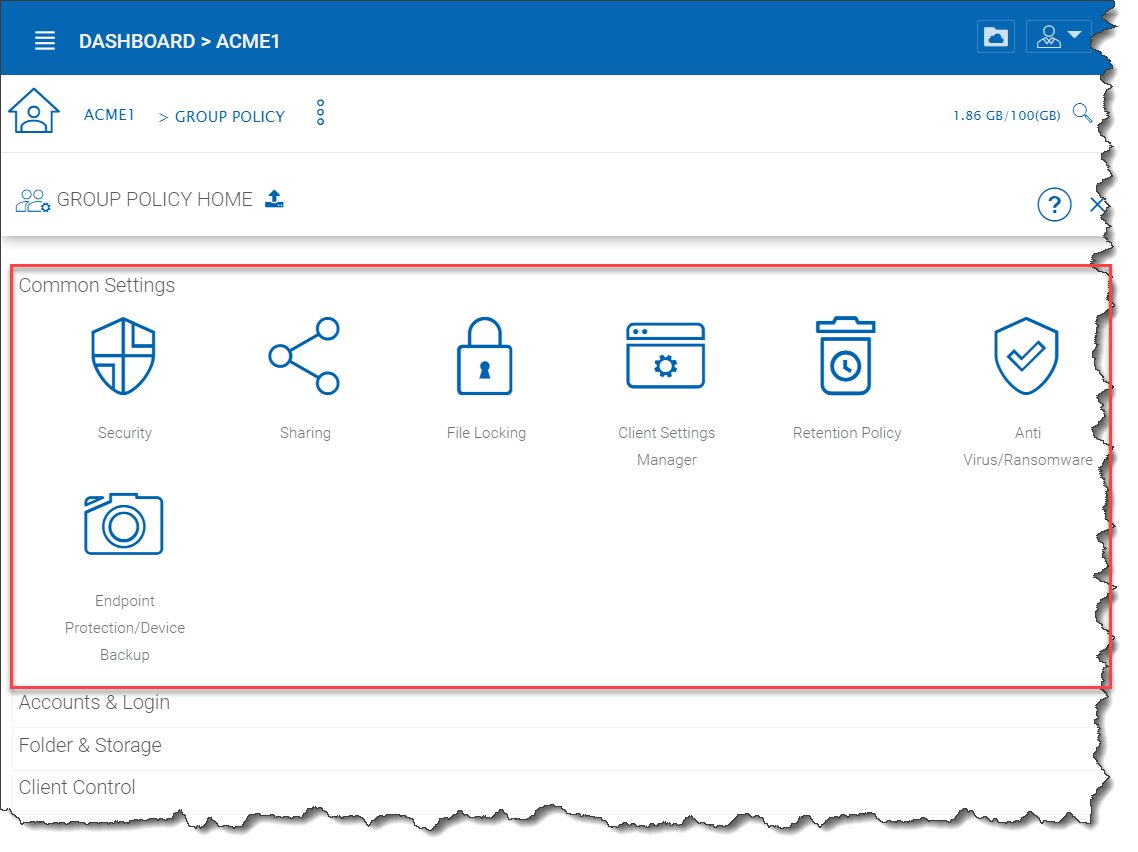 DASHBOARD > ACME1
ACME1 > GROUP POLICY
1.86 GB/100(GB)
GROUP POLICY HOME
?
Common Settings
Security
Sharing
File Locking
Client Settings
Manager
Retention Policy
Anti
Virus/Ransomware
Endpoint
Protection/Device
Backup
Accounts & Login
Folder & Storage
Client Control